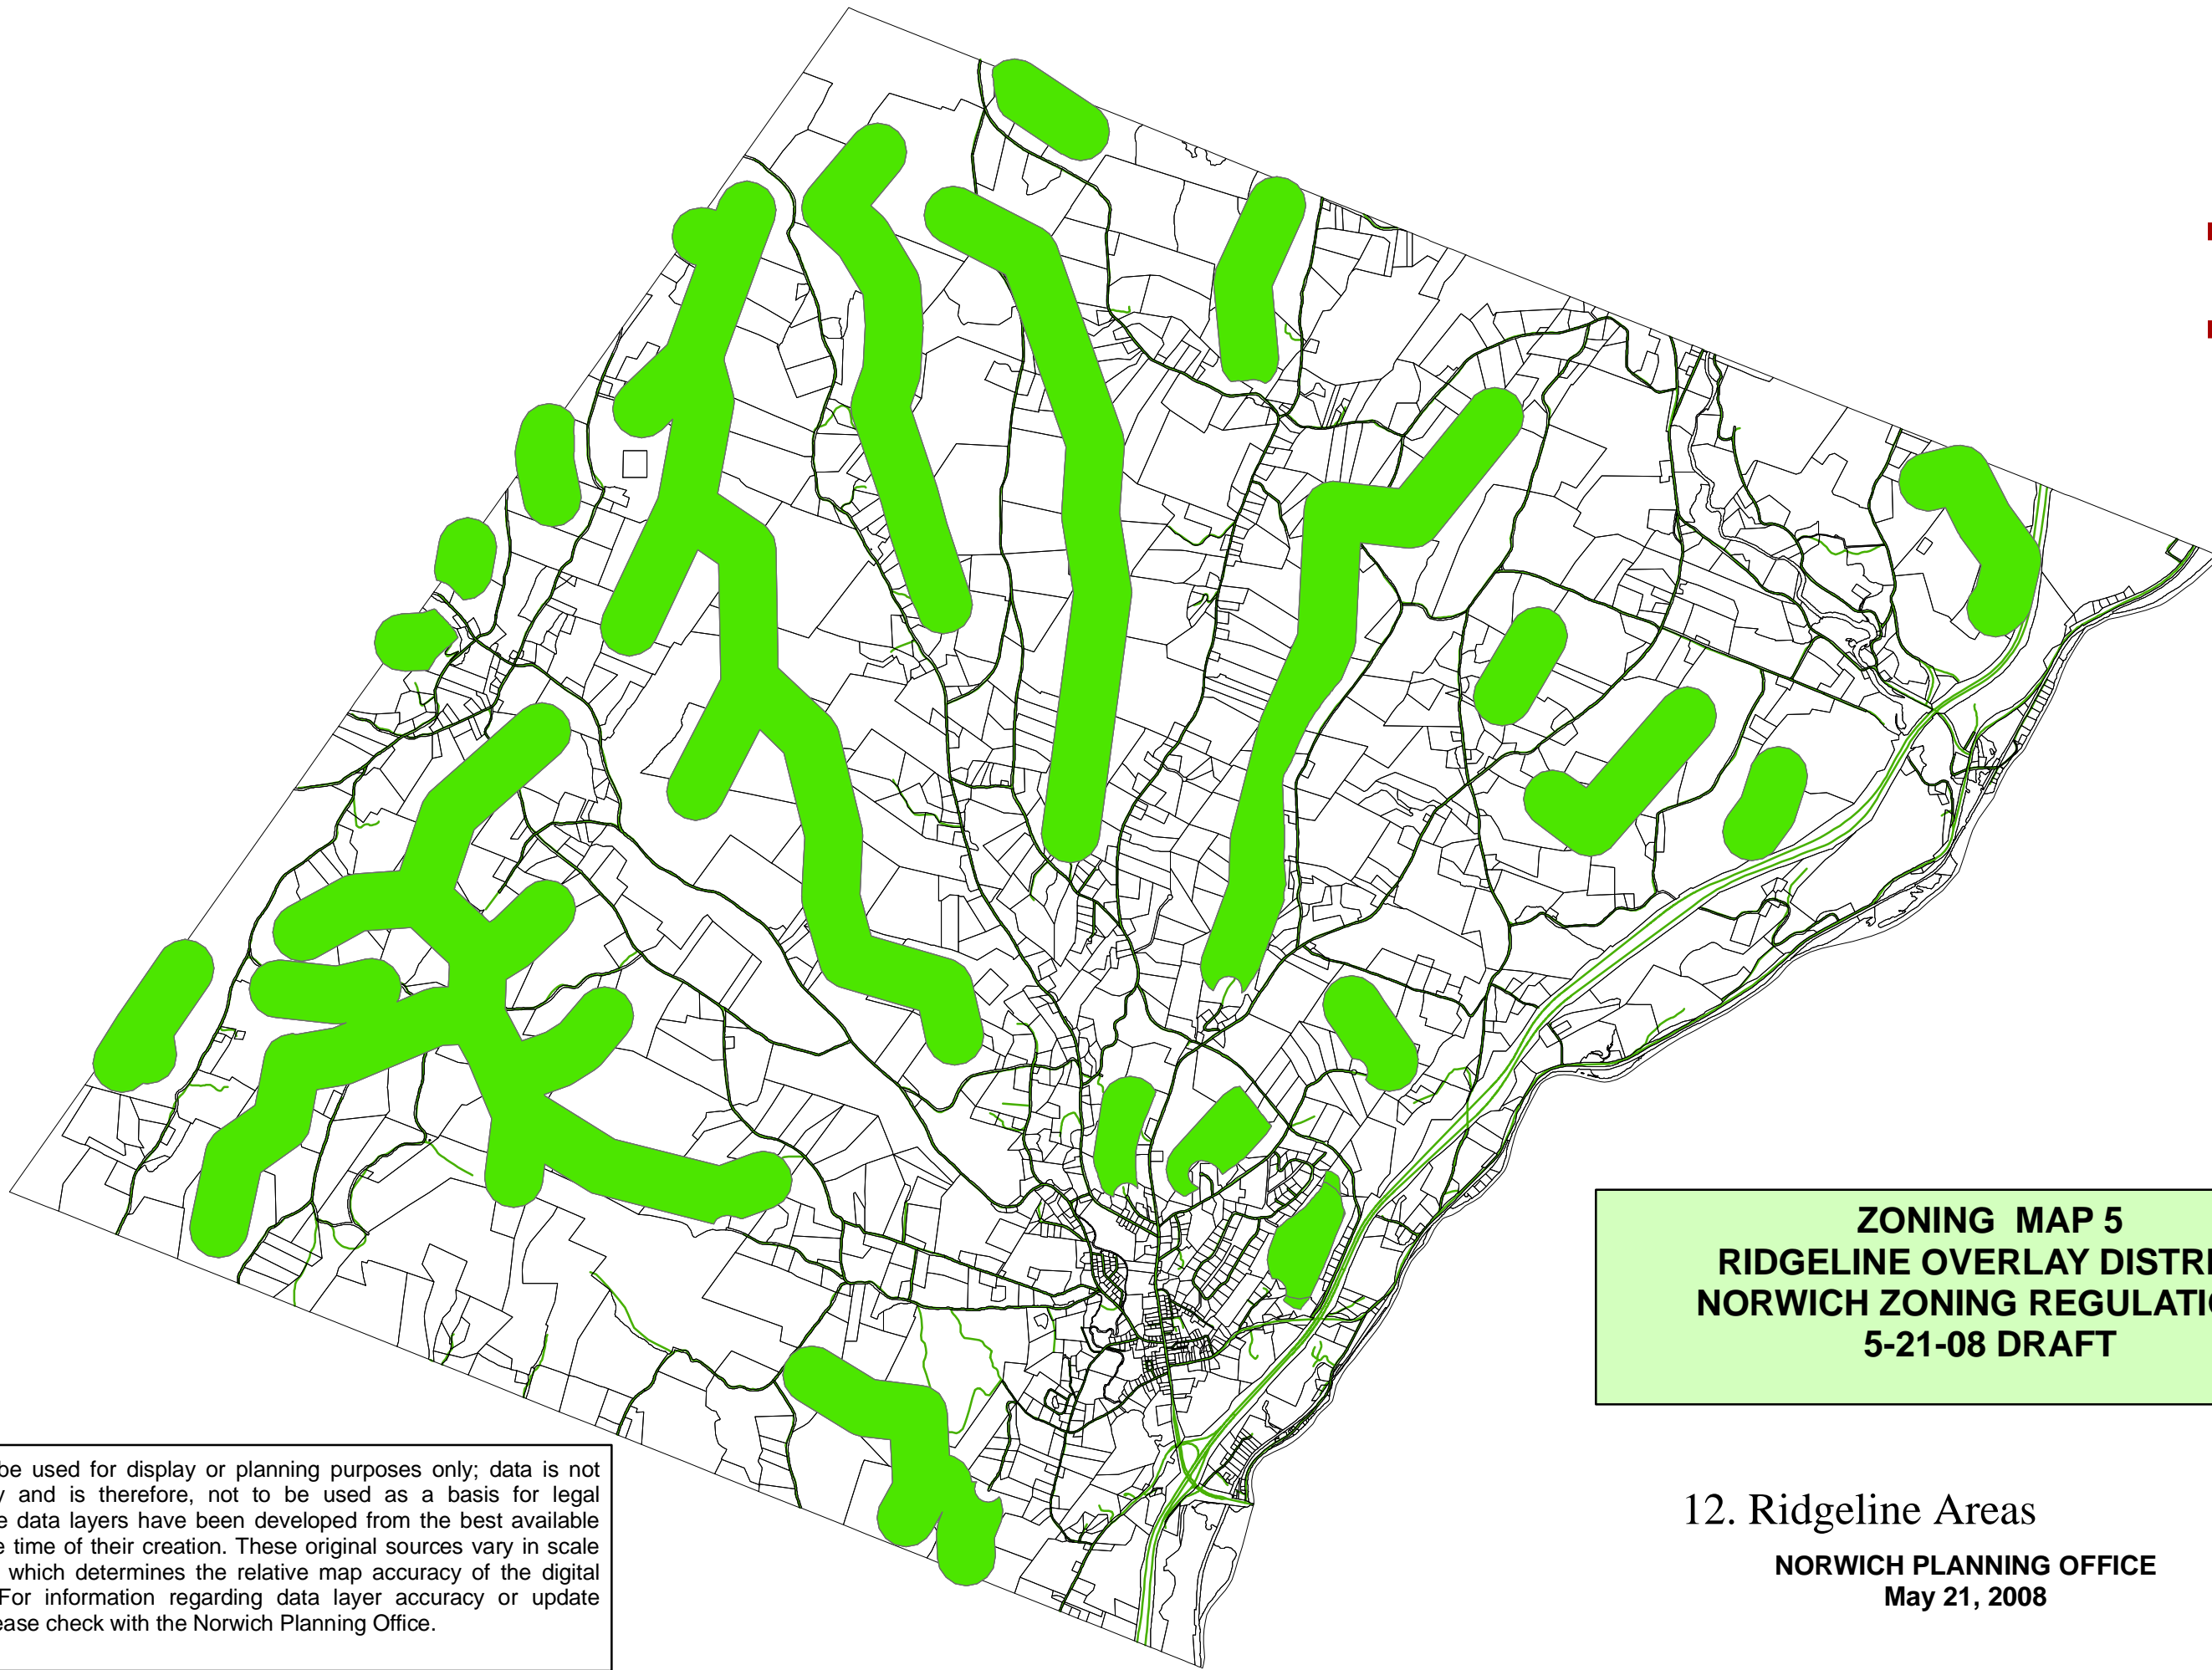 ZONING MAP 5
RIDGELINE OVERLAY
NORWICH ZONING
5-21-08 DRAFT
12. Ridgeline Areas
NORWICH PLANNING OFFICE
May 21, 2008
be used for display or planning purposes only; data is not
and is therefore, not to be used as a basis for legal
data layers have been developed from the best available
time of their creation. These original sources vary in scale
which determines the relative map accuracy of the digital
For information regarding data layer accuracy or update
check with the Norwich Planning Office.